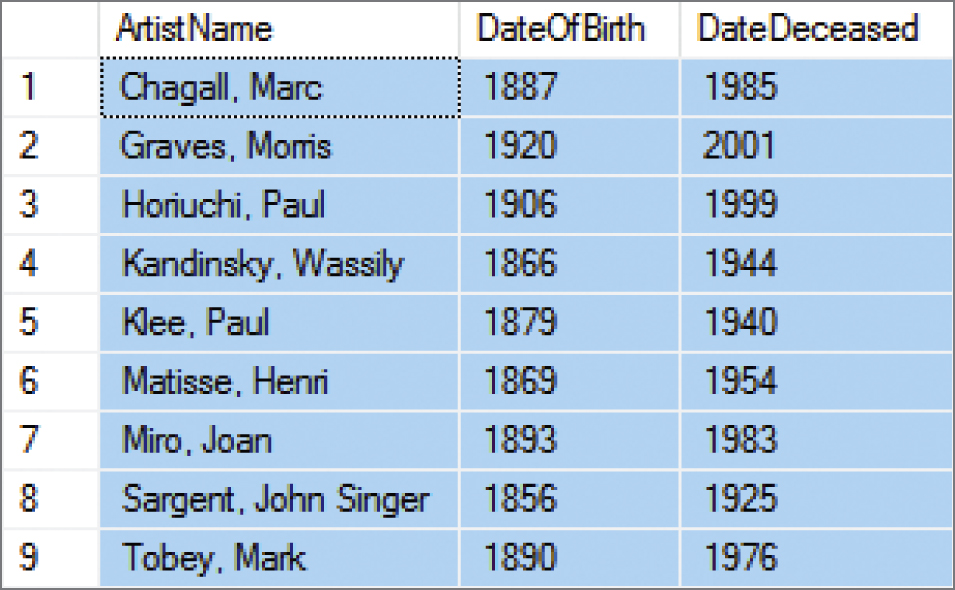 ArtistName DateOfBirth DateDeceased
1 Chagall, Marc 1887 1985
2 Graves, Morris 1920 2001
3 Horiuchi, Paul 1906 1999
4 Kandinsky, Wassily 1866 1944
5 Klee, Paul 1879 1940
6 Matisse, Henri 1869 1954
7 Miro, Joan 1893 1983
8 Sargent, John Singer 1856 1925
9 Tobey, Mark 1890 1976